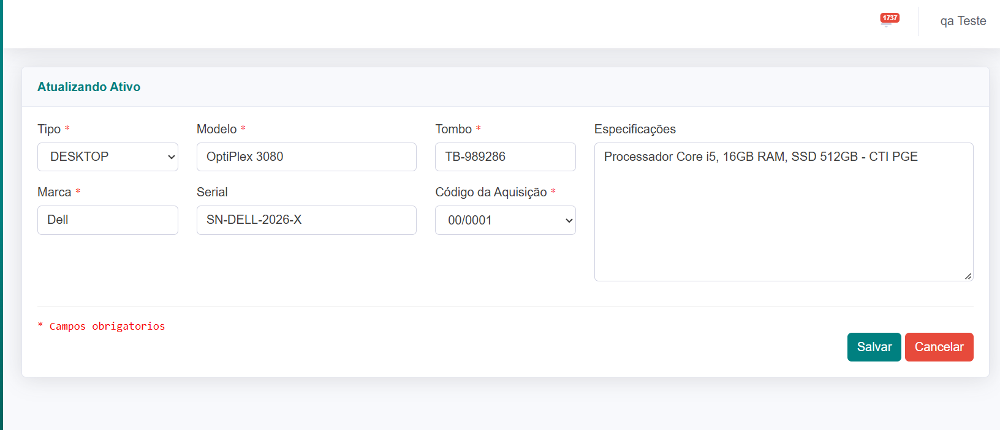 1737
qa Teste
Atualizando Ativo
Tipo *
DESKTOP
Modelo *
OptiPlex 3080
Tombo *
TB-989286
Especificações
Processador Core i5, 16GB RAM, SSD 512GB - CTI PGE
Marca *
Dell
Serial
SN-DELL-2026-X
Código da Aquisição *
00/0001
* Campos obrigatorios
Salvar
Cancelar